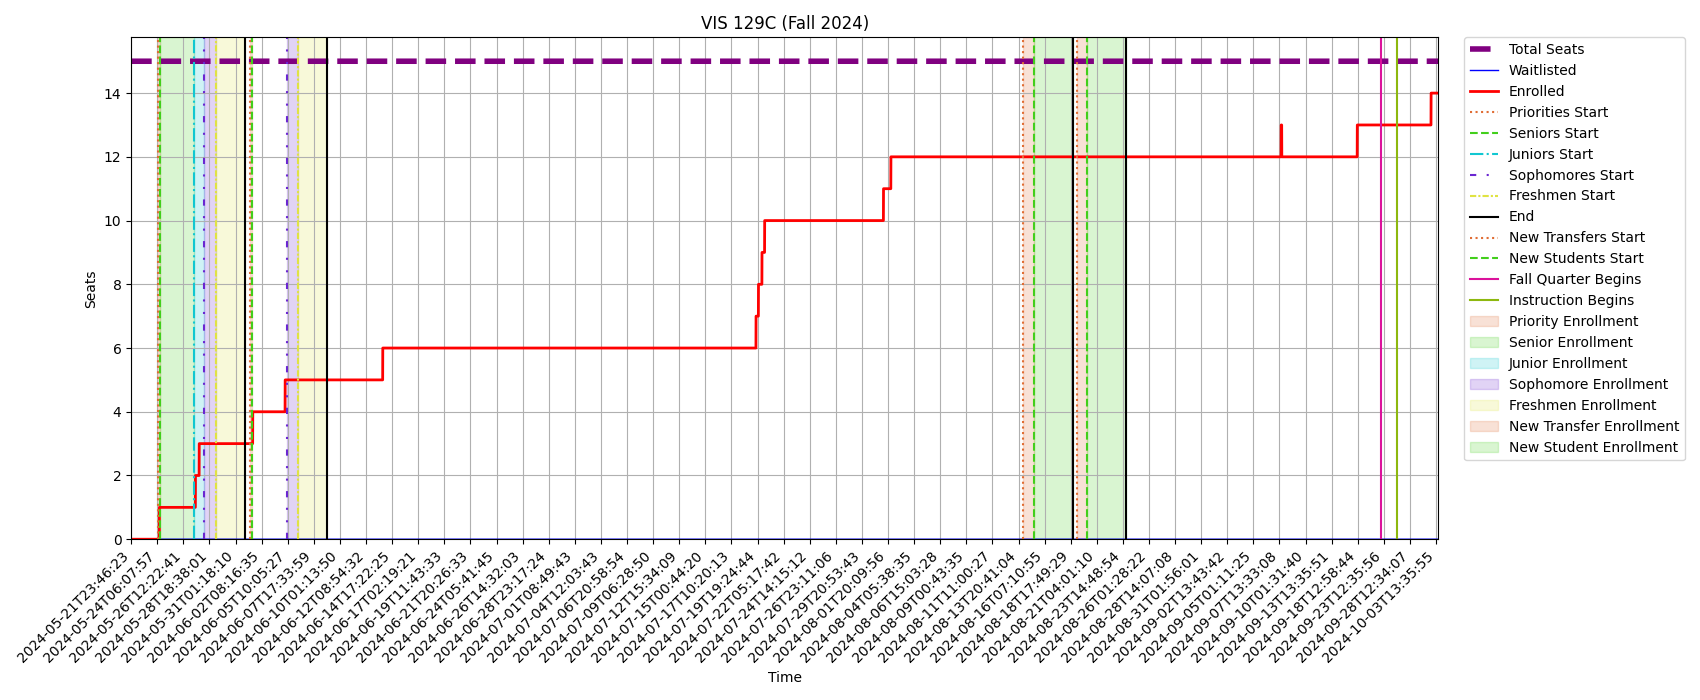 VIS 129C (Fall 2024)
Seats
14
12
10
8
6
4
2
0
2024-05-21T23:46:23
2024-05-24T06:07:57
2024-05-26T12:22:41
2024-05-28T18:38:01
2024-05-31T01:18:10
2024-06-02T08:16:35
2024-06-05T10:05:27
2024-06-07T17:33:59
2024-06-10T01:13:50
2024-06-12T08:54:32
2024-06-14T17:22:25
2024-06-17T02:19:21
2024-06-19T11:43:33
2024-06-21T20:26:33
2024-06-24T05:41:45
2024-06-26T14:32:03
2024-06-28T23:17:24
2024-07-01T08:49:43
2024-07-04T12:03:43
2024-07-06T20:58:54
2024-07-09T06:28:50
2024-07-12T15:34:09
2024-07-15T00:44:20
2024-07-17T10:20:13
2024-07-19T19:24:44
2024-07-22T05:17:42
2024-07-24T14:15:12
2024-07-26T23:11:06
2024-07-29T20:53:43
2024-08-01T20:09:56
2024-08-04T05:38:35
2024-08-06T15:03:28
2024-08-09T00:43:35
2024-08-11T11:00:27
2024-08-13T20:41:04
2024-08-16T07:10:55
2024-08-18T17:49:29
2024-08-21T04:01:10
2024-08-23T14:48:54
2024-08-26T01:28:22
2024-08-28T14:07:08
2024-08-31T01:56:01
2024-09-02T13:43:42
2024-09-05T01:11:25
2024-09-07T13:33:08
2024-09-10T01:31:40
2024-09-13T13:35:51
2024-09-18T12:58:44
2024-09-23T12:35:56
2024-09-28T12:34:07
2024-10-03T13:35:55
Time
Total Seats
Waitlisted
Enrolled
Priorities Start
Seniors Start
Juniors Start
Sophomores Start
Freshmen Start
End
New Transfers Start
New Students Start
Fall Quarter Begins
Instruction Begins
Priority Enrollment
Senior Enrollment
Junior Enrollment
Sophomore Enrollment
Freshmen Enrollment
New Transfer Enrollment
New Student Enrollment